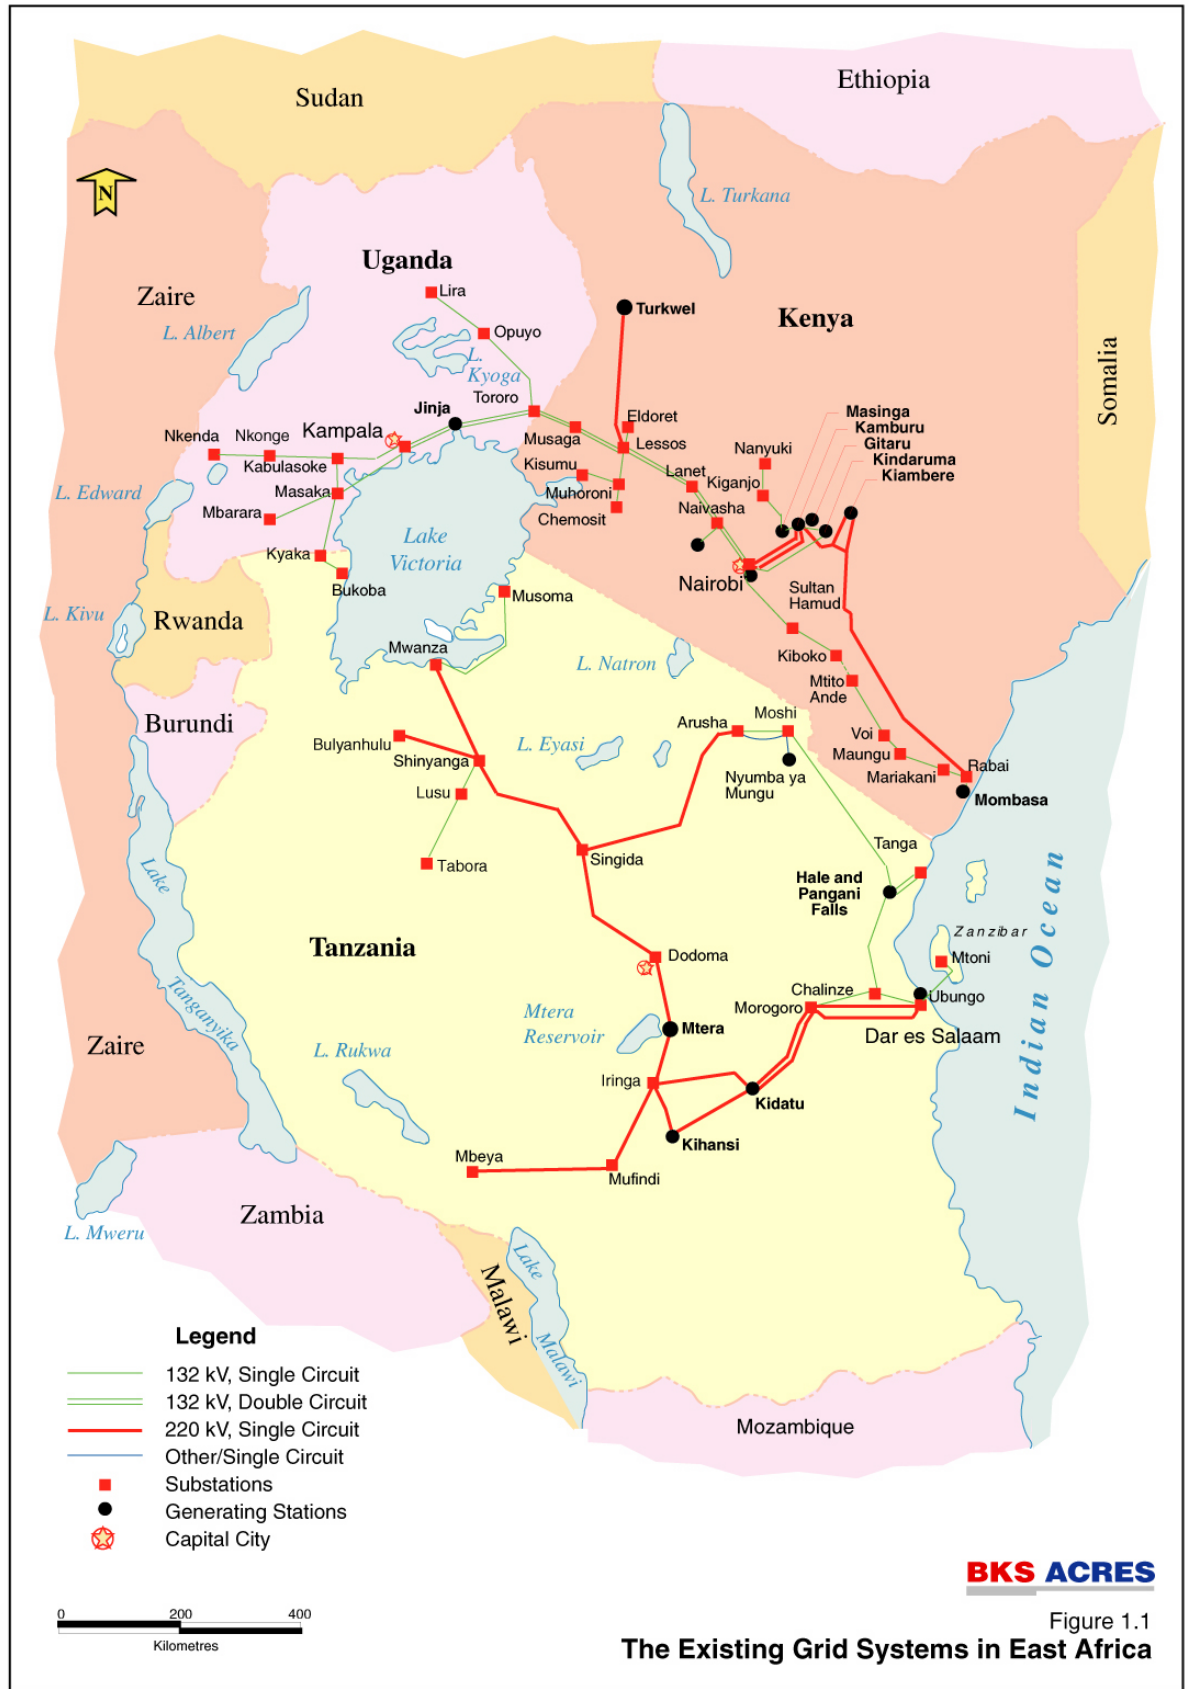 Sudan
Ethiopia
N
L. Turkana
Uganda
Zaire
Lira
Turkwel
Kenya
L. Albert
Opuyo
L.
Kyoga
Somalia
Tororo
Jinja
Eldoret
Masinga
Kamburu
Gitaru
Kindaruma
Kiambere
Nkenda
Nkonge
Kampala
Musaga
Lessos
Nanyuki
Kabulasoke
Kisumu
Lanet
Kiganjo
Masaka
Muhoroni
L. Edward
Mbarara
Chemosit
Naivasha
Lake
Victoria
Kyaka
Bukoba
Nairobi
Sultan
Hamud
Musoma
L. Kivu
Rwanda
Mwanza
L. Natron
Kiboko
Mtito
Ande
Burundi
Arusha
Moshi
Voi
Bulyanhulu
L. Eyasi
Maungu
Shinyanga
Rabai
Mariakani
Nyumba ya
Mungu
Lusu
Mombasa
Singida
Tanga
Tabora
Hale and
Pangani
Falls
Lake
Tanganyika
Indian Ocean
Zanzibar
Tanzania
Dodoma
Mtoni
Chalinze
Ubungo
Morogoro
Mtera
Reservoir
Mtera
Dar es Salaam
Zaire
L. Rukwa
Iringa
Kidatu
Kihansi
Mbeya
Mufindi
Zambia
L. Mweru
Lake
Malawi
Malawi
Mozambique
Legend
132 kV, Single Circuit
132 kV, Double Circuit
220 kV, Single Circuit
Other/Single Circuit
Substations
Generating Stations
Capital City
0 200 400
Kilometres
BKS ACRES
Figure 1.1
The Existing Grid Systems in East Africa